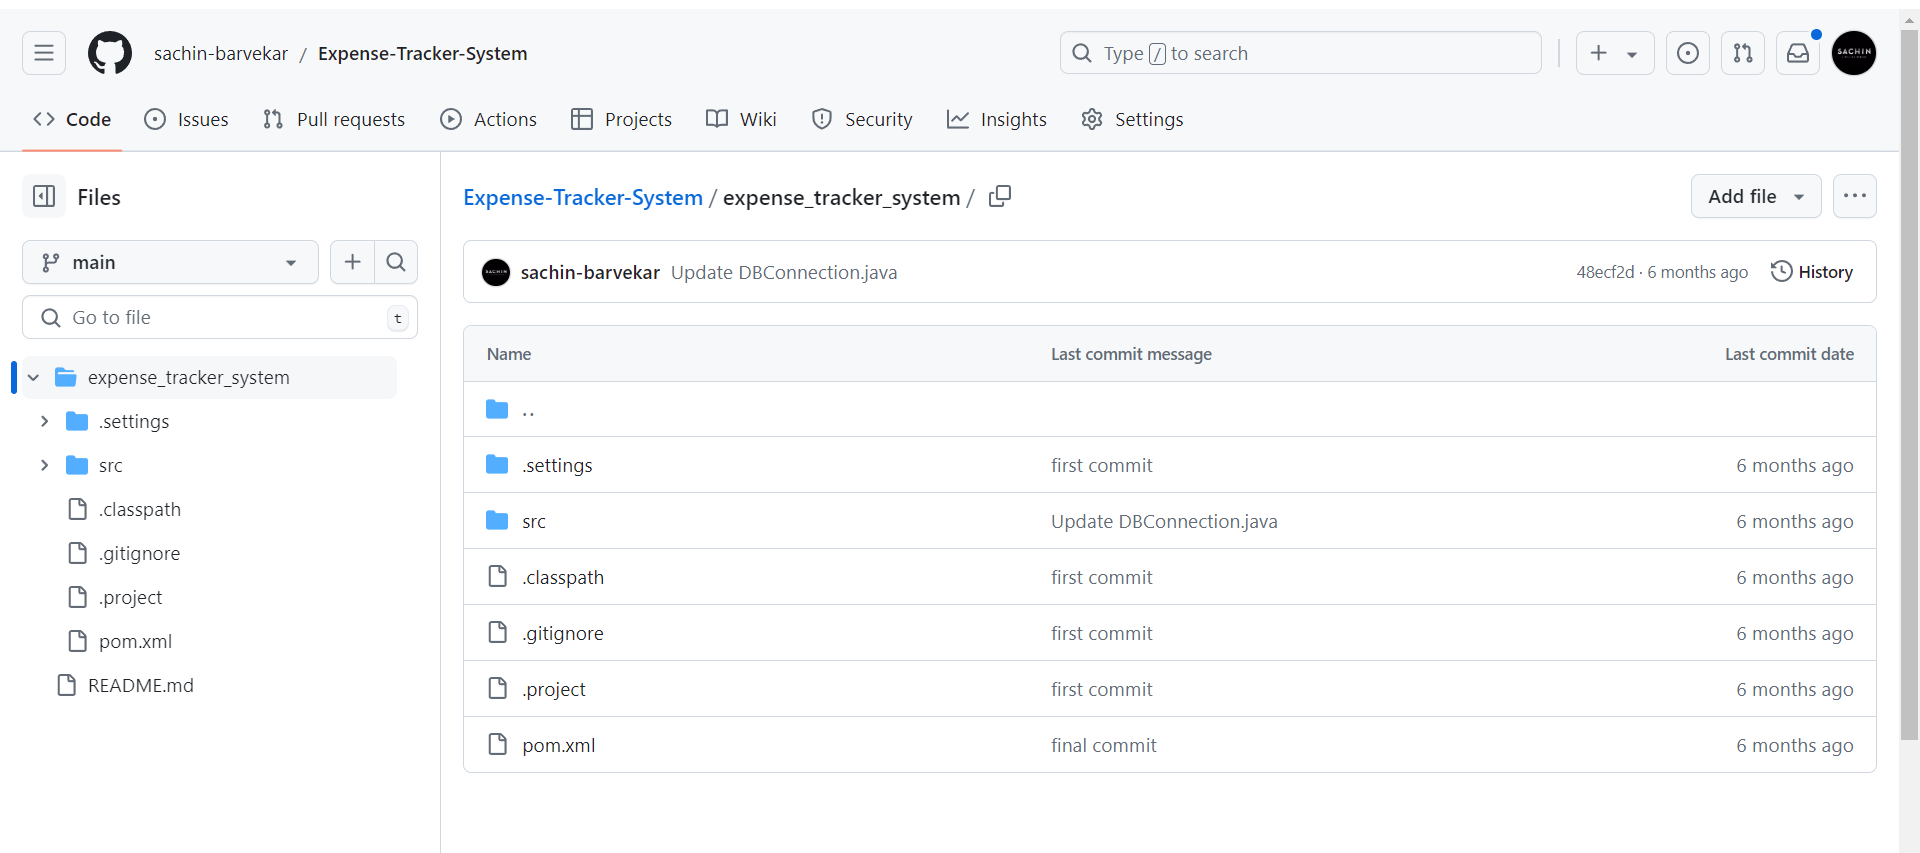 sachin-barvekar / Expense-Tracker-System
Type / to search
SACHIN
Code
Issues
Pull requests
Actions
Projects
Wiki
Security
Insights
Settings
Files
main
Go to file
t
expense_tracker_system
.settings
src
.classpath
.gitignore
.project
pom.xml
README.md
Expense-Tracker-System / expense_tracker_system /
Add file
sachin-barvekar Update DBConnection.java
48ecf2d · 6 months ago
History
Name Last commit message Last commit date
..
.settings first commit 6 months ago
src Update DBConnection.java 6 months ago
.classpath first commit 6 months ago
.gitignore first commit 6 months ago
.project first commit 6 months ago
pom.xml final commit 6 months ago